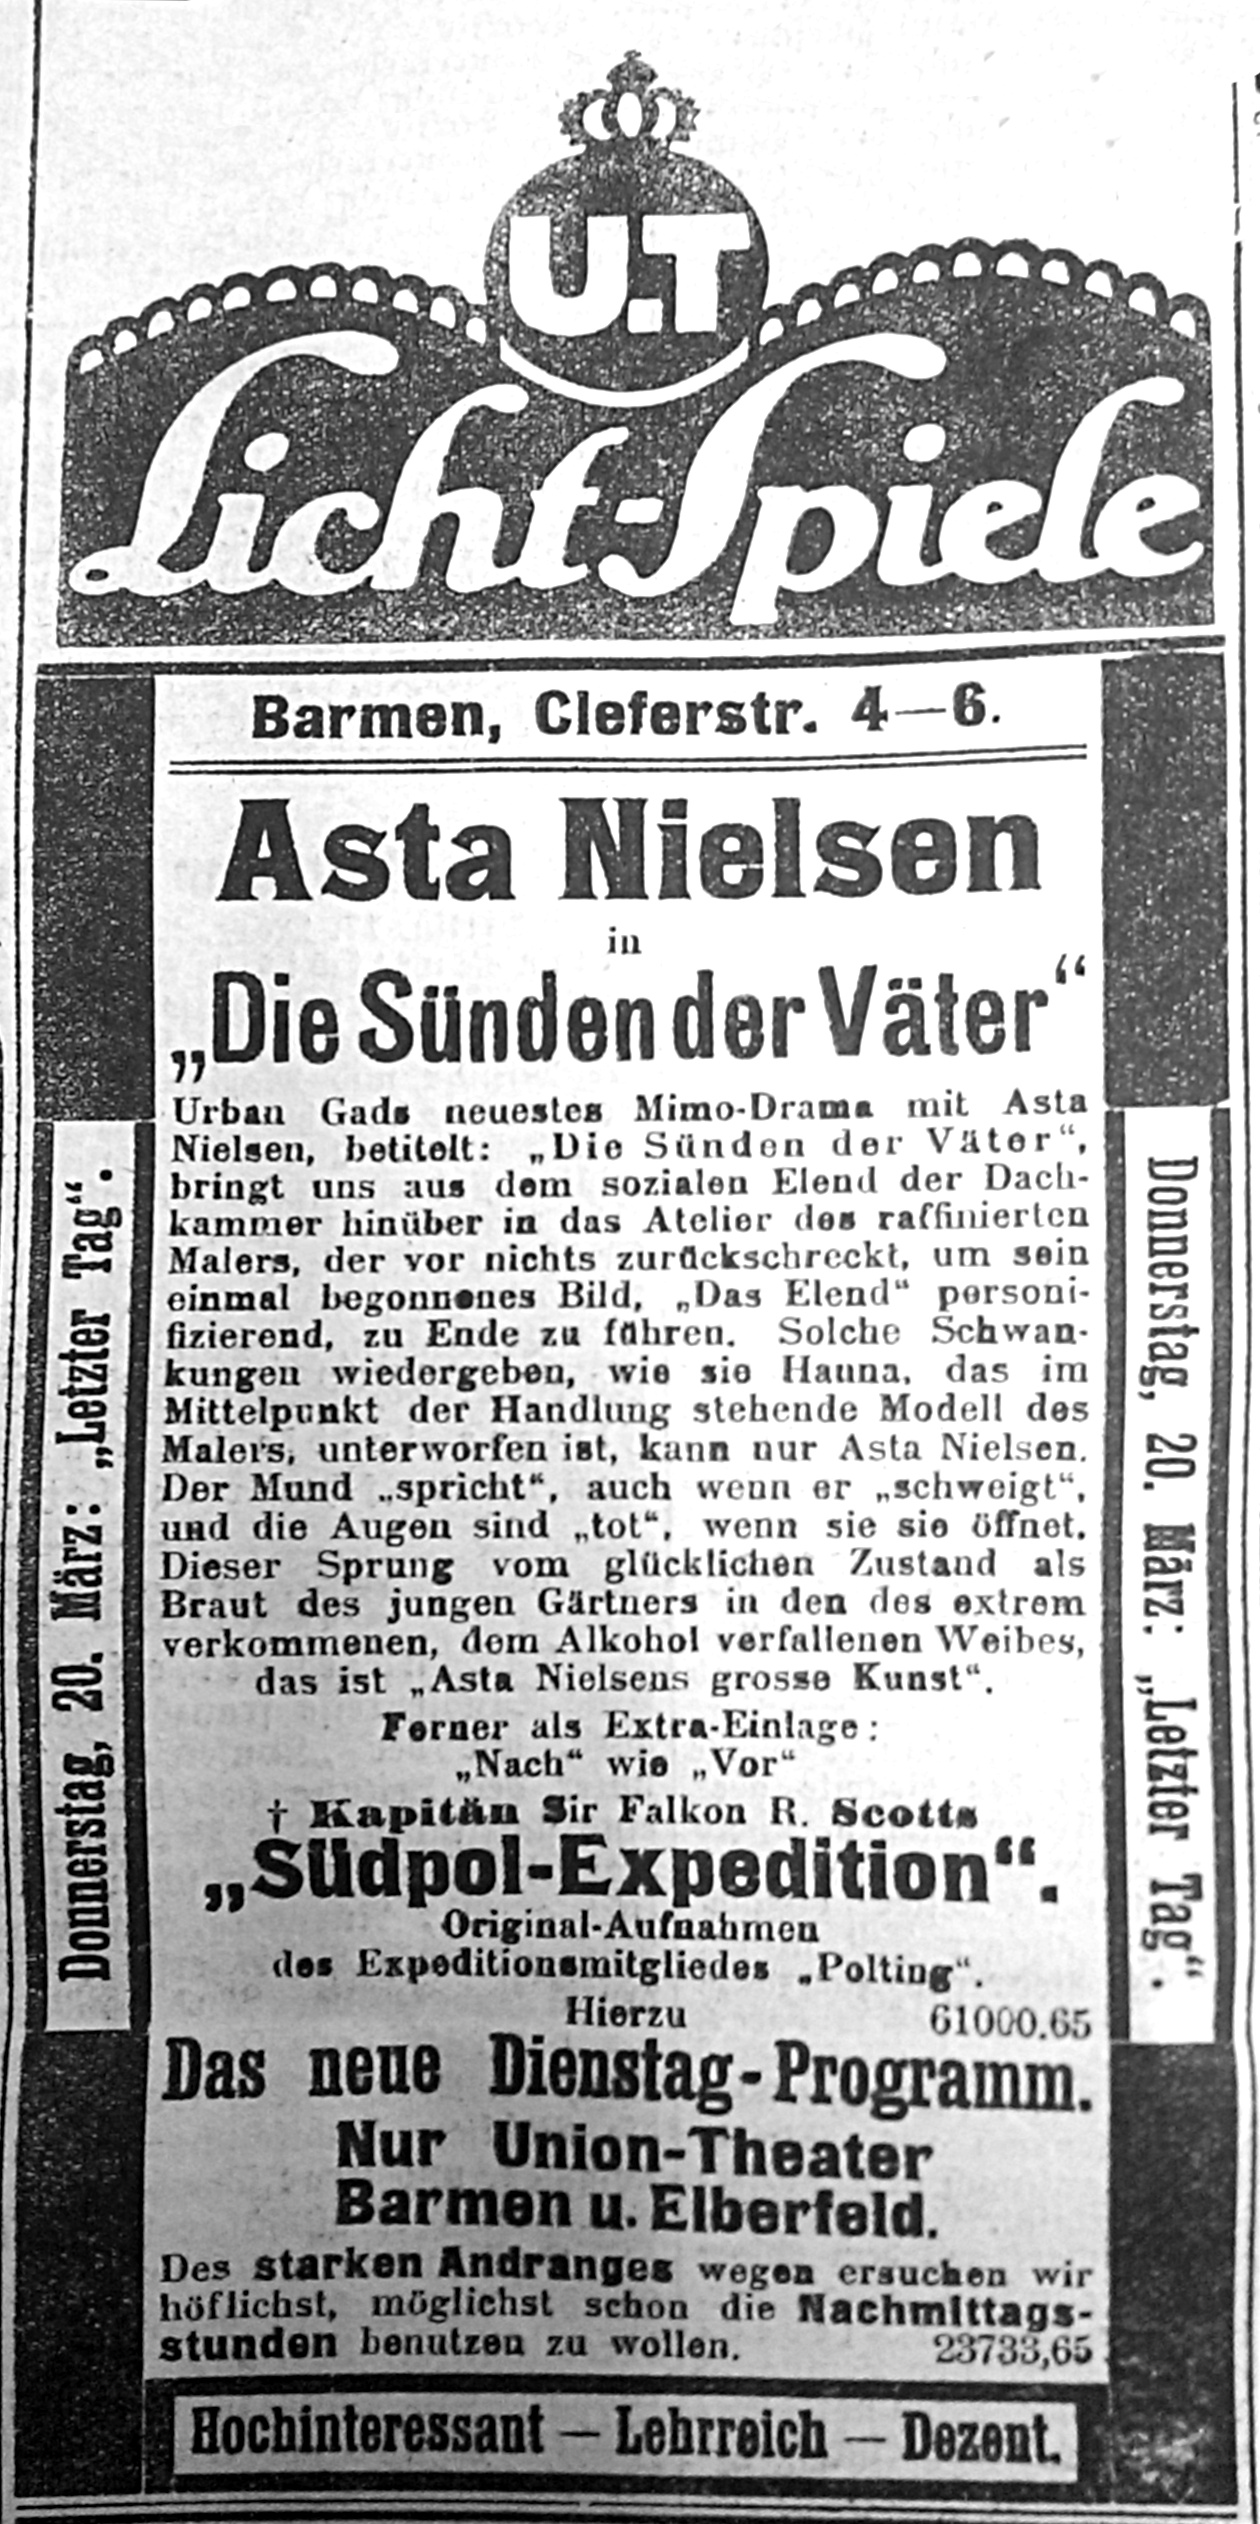 U.T
Licht-Spiele
Barmen, Cleferstr. 4—6.
Asta Nielsen
in
„Die Sünden der Väter“
Urban Gads neuestes Mimo-Drama mit Asta
Nielsen, betitelt: „Die Sünden der Väter“,
bringt uns aus dem sozialen Elend der Dach-
kammer hinüber in das Atelier des raffinierten
Malers, der vor nichts zurückschreckt, um sein
einmal begonnenes Bild, „Das Elend“ personi-
fizierend, zu Ende zu führen. Solche Schwan-
kungen wiedergeben, wie sie Hanna, das im
Mittelpunkt der Handlung stehende Modell des
Malers, unterworfen ist, kann nur Asta Nielsen.
Der Mund „spricht“, auch wenn er „schweigt“,
und die Augen sind „tot“, wenn sie sie öffnet.
Dieser Sprung vom glücklichen Zustand als
Braut des jungen Gärtners in den des extrem
verkommenen, dem Alkohol verfallenen Weibes,
das ist „Asta Nielsens grosse Kunst“.
Ferner als Extra-Einlage:
„Nach“ wie „Vor“
† Kapitän Sir Falkon R. Scotts
„Südpol-Expedition“.
Original-Aufnahmen
des Expeditionsmitgliedes „Polting“.
Hierzu 61000.65
Das neue Dienstag-Programm.
Nur Union-Theater
Barmen u. Elberfeld.
Des starken Andranges wegen ersuchen wir
höflichst, möglichst schon die Nachmittags-
stunden benutzen zu wollen. 23733,65
Hochinteressant — Lehrreich — Dezent.
Donnerstag, 20. März: „Letzter Tag“.
Donnerstag, 20. März: „Letzter Tag“.